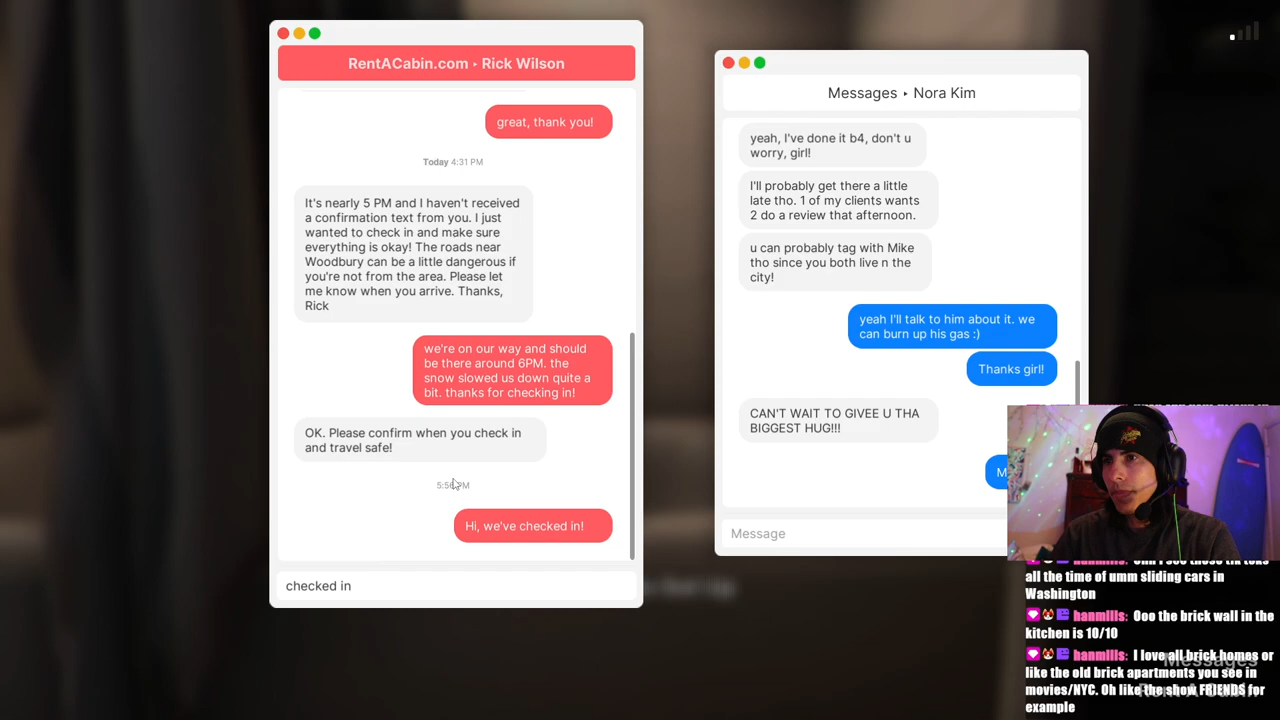 RentACabin.com ▸ Rick Wilson
great, thank you!
Today 4:31 PM
It's nearly 5 PM and I haven't received
a confirmation text from you. I just
wanted to check in and make sure
everything is okay! The roads near
Woodbury can be a little dangerous if
you're not from the area. Please let
me know when you arrive. Thanks,
Rick
we're on our way and should
be there around 6PM. the
snow slowed us down quite a
bit. thanks for checking in!
OK. Please confirm when you check in
and travel safe!
Hi, we've checked in!
checked in
Messages ▸ Nora Kim
yeah, I've done it b4, don't u
worry, girl!
I'll probably get there a little
late tho. 1 of my clients wants
2 do a review that afternoon.
u can probably tag with Mike
tho since you both live n the
city!
yeah I'll talk to him about it. we
can burn up his gas :)
Thanks girl!
CAN'T WAIT TO GIVEE U THA
BIGGEST HUG!!!
M
Message
all the time of umm sliding cars in
Washington
hanmills: Ooo the brick wall in the
kitchen is 10/10
hanmills: I love all brick homes or
like the old brick apartments you see in
movies/NYC. Oh like the show FRIENDS for
example
Messages
RentACabin